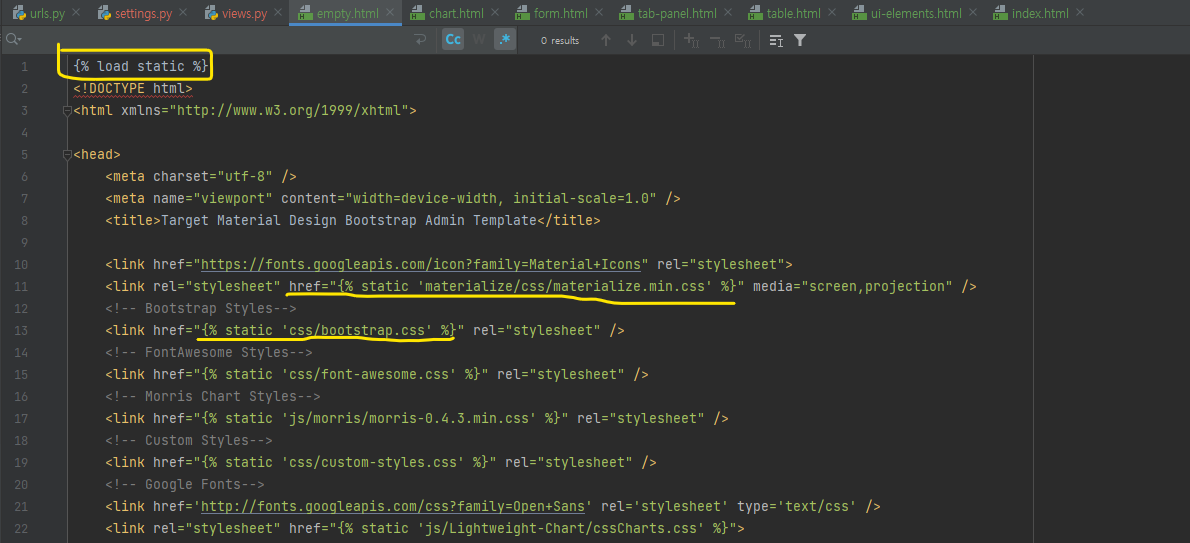 urls.py settings.py views.py empty.html chart.html form.html tab-panel.html table.html ui-elements.html index.html
Cc W .* 0 results
1 {% load static %}
2 <!DOCTYPE html>
3 <html xmlns="http://www.w3.org/1999/xhtml">
4
5 <head>
6 <meta charset="utf-8" />
7 <meta name="viewport" content="width=device-width, initial-scale=1.0" />
8 <title>Target Material Design Bootstrap Admin Template</title>
9
10 <link href="https://fonts.googleapis.com/icon?family=Material+Icons" rel="stylesheet">
11 <link rel="stylesheet" href="{% static 'materialize/css/materialize.min.css' %}" media="screen,projection" />
12 <!-- Bootstrap Styles-->
13 <link href="{% static 'css/bootstrap.css' %}" rel="stylesheet" />
14 <!-- FontAwesome Styles-->
15 <link href="{% static 'css/font-awesome.css' %}" rel="stylesheet" />
16 <!-- Morris Chart Styles-->
17 <link href="{% static 'js/morris/morris-0.4.3.min.css' %}" rel="stylesheet" />
18 <!-- Custom Styles-->
19 <link href="{% static 'css/custom-styles.css' %}" rel="stylesheet" />
20 <!-- Google Fonts-->
21 <link href='http://fonts.googleapis.com/css?family=Open+Sans' rel='stylesheet' type='text/css' />
22 <link rel="stylesheet" href="{% static 'js/Lightweight-Chart/cssCharts.css' %}">